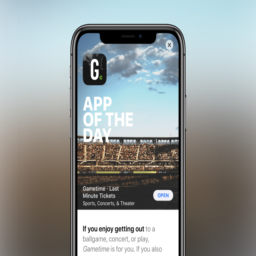 G
APP
OF THE
DAY
Gametime - Last
Minute Tickets
Sports, Concerts, & Theater
OPEN
If you enjoy getting out to a
ballgame, concert, or play,
Gametime is for you. If you also